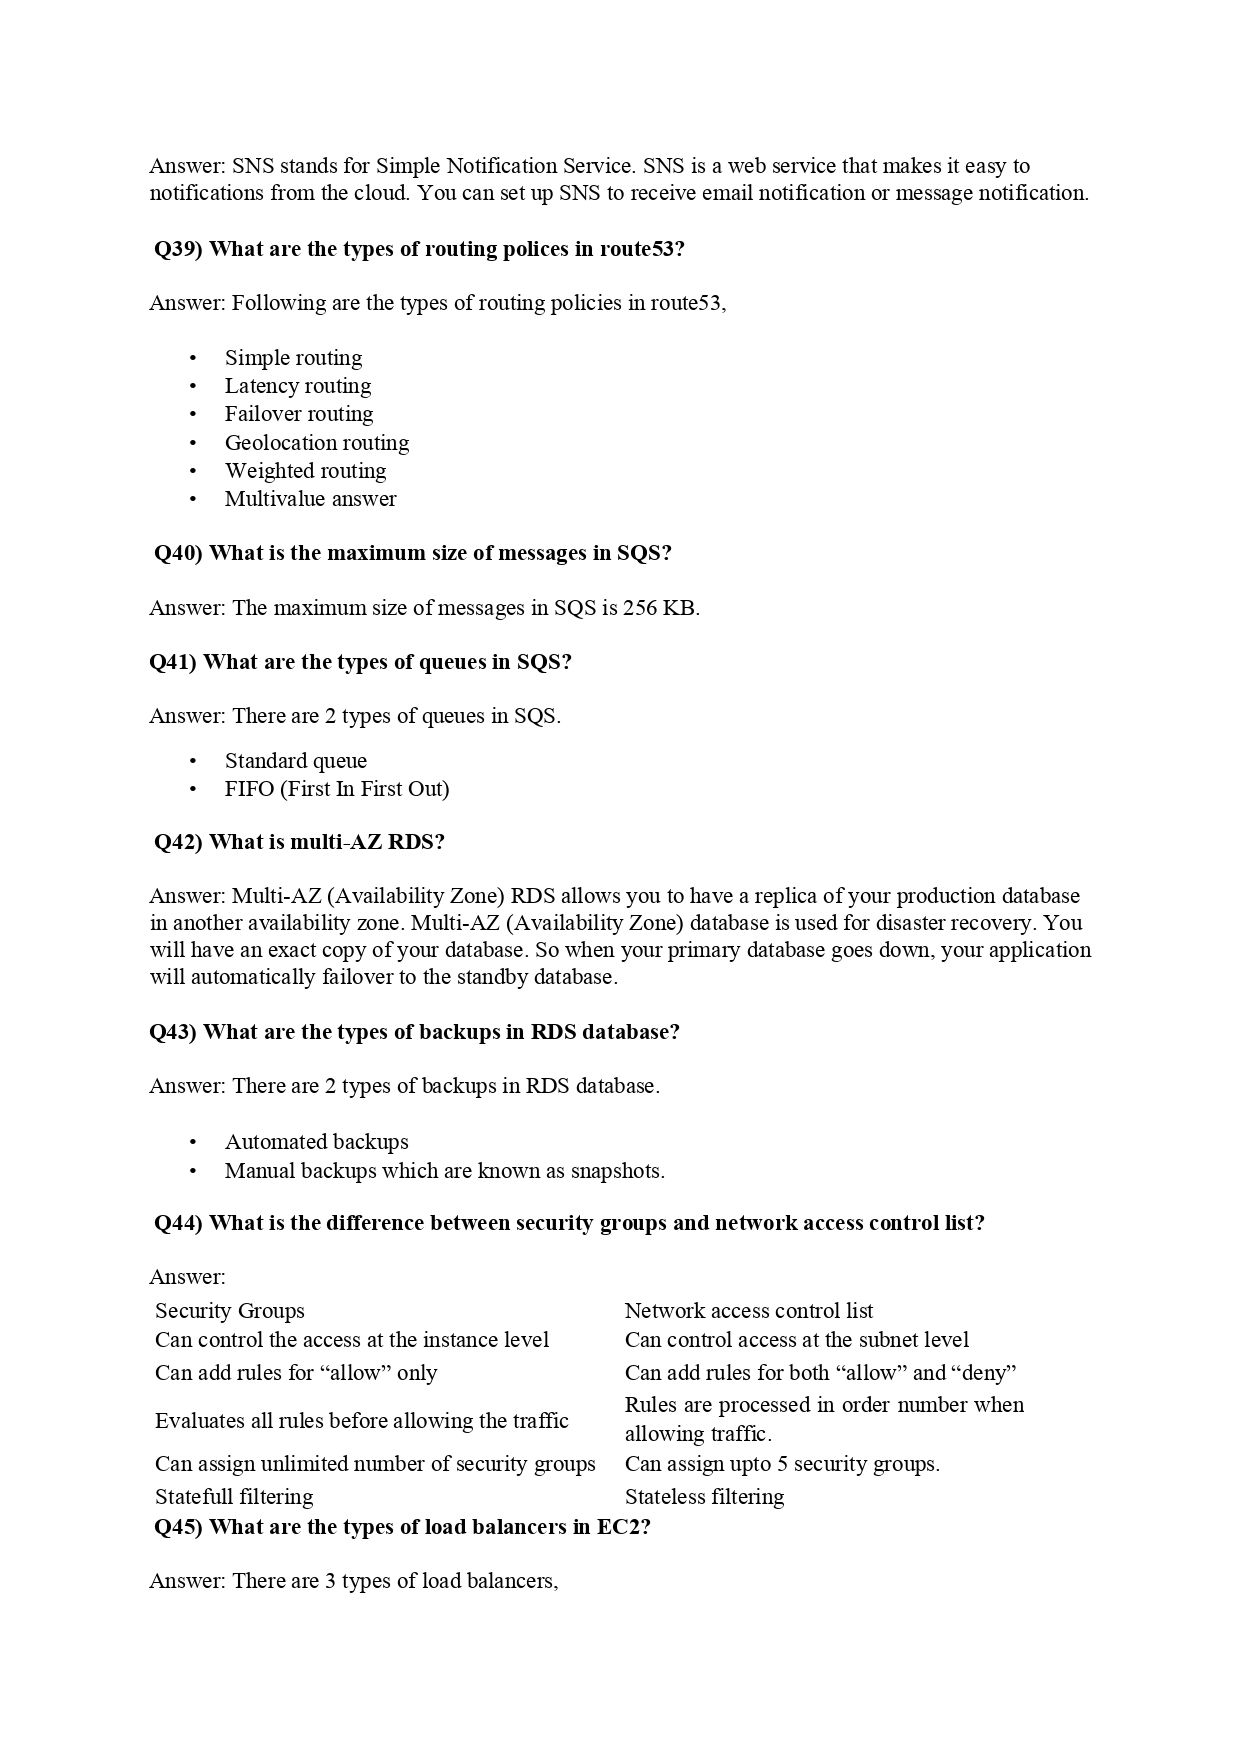 Answer: SNS stands for Simple Notification Service. SNS is a web service that makes it easy to
notifications from the cloud. You can set up SNS to receive email notification or message notification.
Q39) What are the types of routing polices in route53?
Answer: Following are the types of routing policies in route53,
• Simple routing
• Latency routing
• Failover routing
• Geolocation routing
• Weighted routing
• Multivalue answer
Q40) What is the maximum size of messages in SQS?
Answer: The maximum size of messages in SQS is 256 KB.
Q41) What are the types of queues in SQS?
Answer: There are 2 types of queues in SQS.
• Standard queue
• FIFO (First In First Out)
Q42) What is multi-AZ RDS?
Answer: Multi-AZ (Availability Zone) RDS allows you to have a replica of your production database
in another availability zone. Multi-AZ (Availability Zone) database is used for disaster recovery. You
will have an exact copy of your database. So when your primary database goes down, your application
will automatically failover to the standby database.
Q43) What are the types of backups in RDS database?
Answer: There are 2 types of backups in RDS database.
• Automated backups
• Manual backups which are known as snapshots.
Q44) What is the difference between security groups and network access control list?
Answer:
Security Groups Network access control list
Can control the access at the instance level Can control access at the subnet level
Can add rules for “allow” only Can add rules for both “allow” and “deny”
Evaluates all rules before allowing the traffic Rules are processed in order number when
allowing traffic.
Can assign unlimited number of security groups Can assign upto 5 security groups.
Statefull filtering Stateless filtering
Q45) What are the types of load balancers in EC2?
Answer: There are 3 types of load balancers,